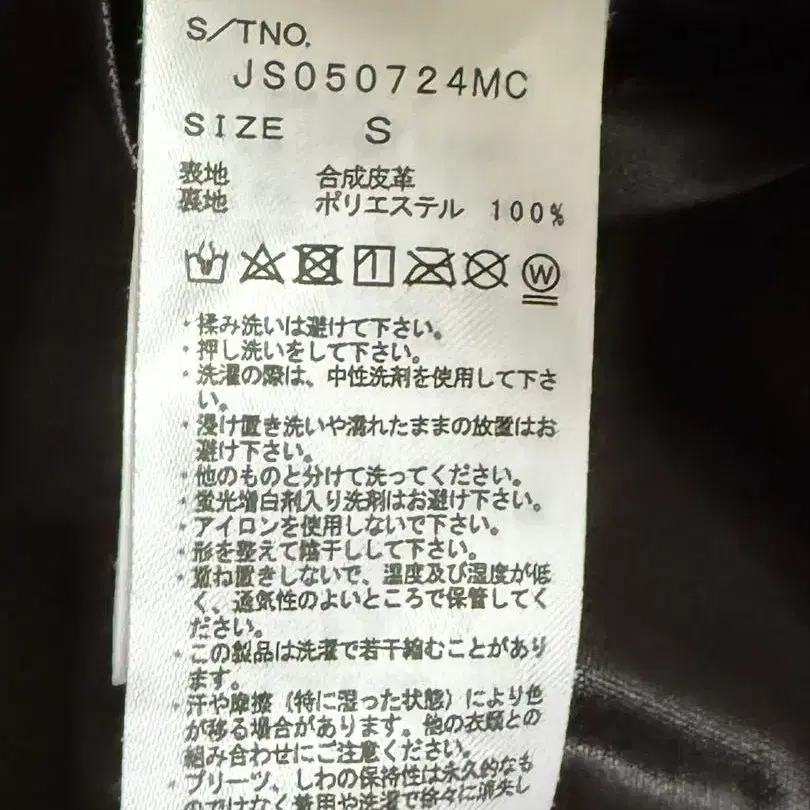 S/TNO.
JS050724MC
SIZE S
表地 合成皮革
裏地 ポリエステル 100%
W
・揉み洗いは避けて下さい。
・押し洗いをして下さい。
・洗濯の際は、中性洗剤を使用して下さ
い。
・浸け置き洗いや濡れたままの放置はお
避け下さい。
・他のものと分けて洗ってください。
・蛍光増白剤入り洗剤はお避け下さい。
・アイロンを使用しないで下さい。
・形を整えて陰干しして下さい。
・重ね置きしないで、温度及び湿度が低
く、通気性のよいところで保管してく
ださい。
・この製品は洗濯で若干縮むことがあり
ます。
・汗や摩擦（特に湿った状態）により色
が移る場合があります。他の衣類との
組み合わせにご注意ください。
・プリーツ、しわの保持性は永久的なも
のではなく着用や洗濯で徐々に消失し